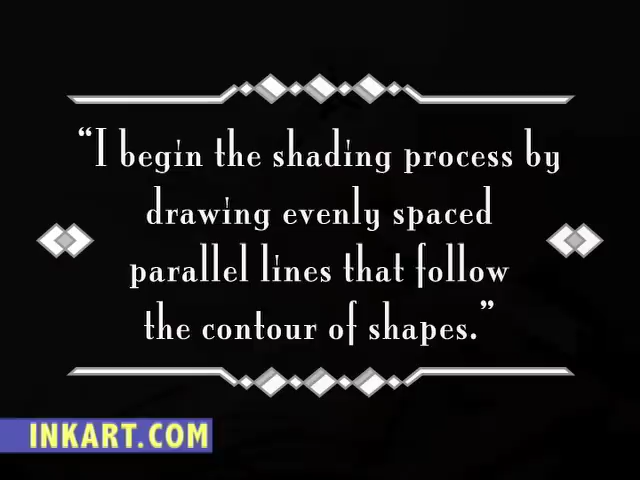 “I begin the shading process by
drawing evenly spaced
parallel lines that follow
the contour of shapes.”
INKART.COM